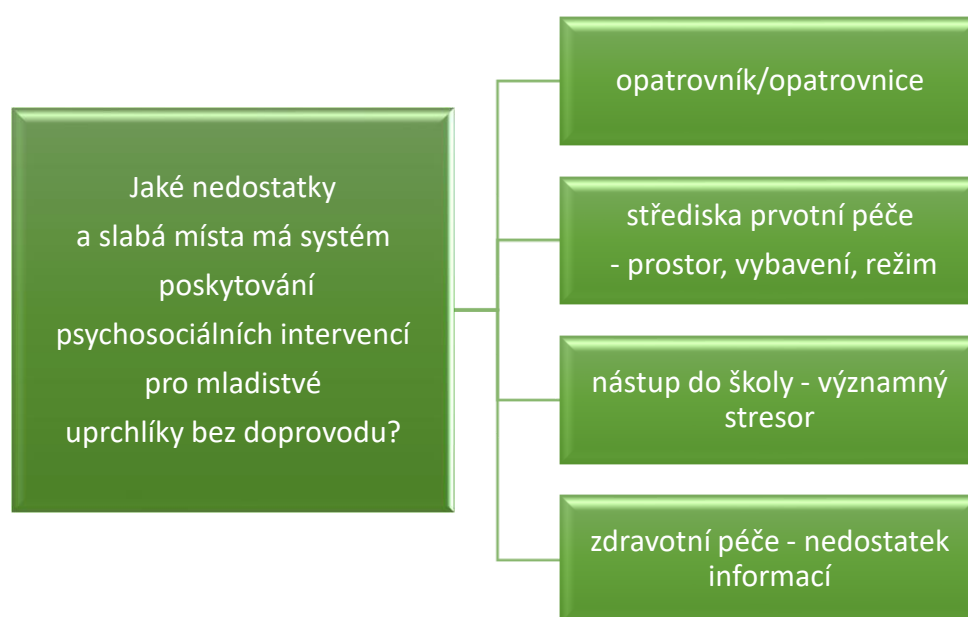 Jaké nedostatky
a slabá místa má systém
poskytování
psychosociálních intervencí
pro mladistvé
uprchlíky bez doprovodu?
opatrovník/opatrovnice
střediska prvotní péče
- prostor, vybavení, režim
nástup do školy - významný
stresor
zdravotní péče - nedostatek
informací